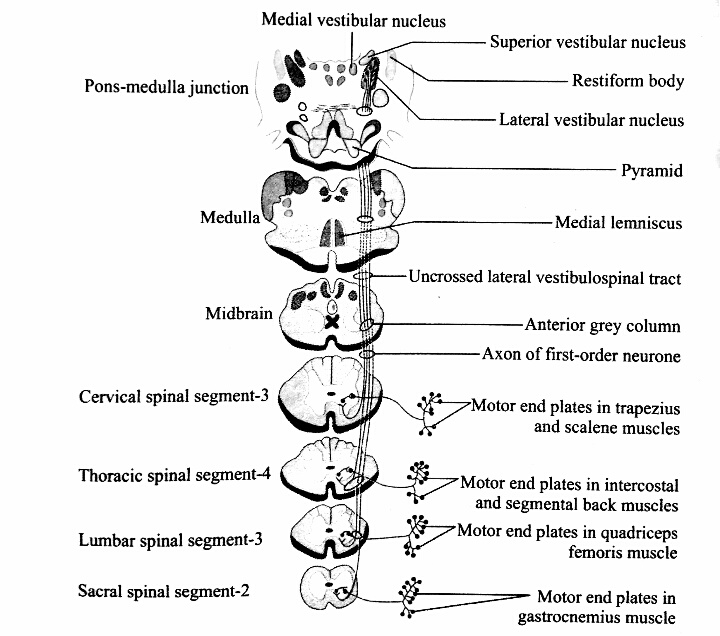 Medial vestibular nucleus
Superior vestibular nucleus
Restiform body
Pons-medulla junction
Lateral vestibular nucleus
Pyramid
Medulla
Medial lemniscus
Uncrossed lateral vestibulospinal tract
Midbrain
Anterior grey column
Axon of first-order neurone
Cervical spinal segment-3
Motor end plates in trapezius
and scalene muscles
Thoracic spinal segment-4
Motor end plates in intercostal
and segmental back muscles
Lumbar spinal segment-3
Motor end plates in quadriceps
femoris muscle
Sacral spinal segment-2
Motor end plates in
gastrocnemius muscle